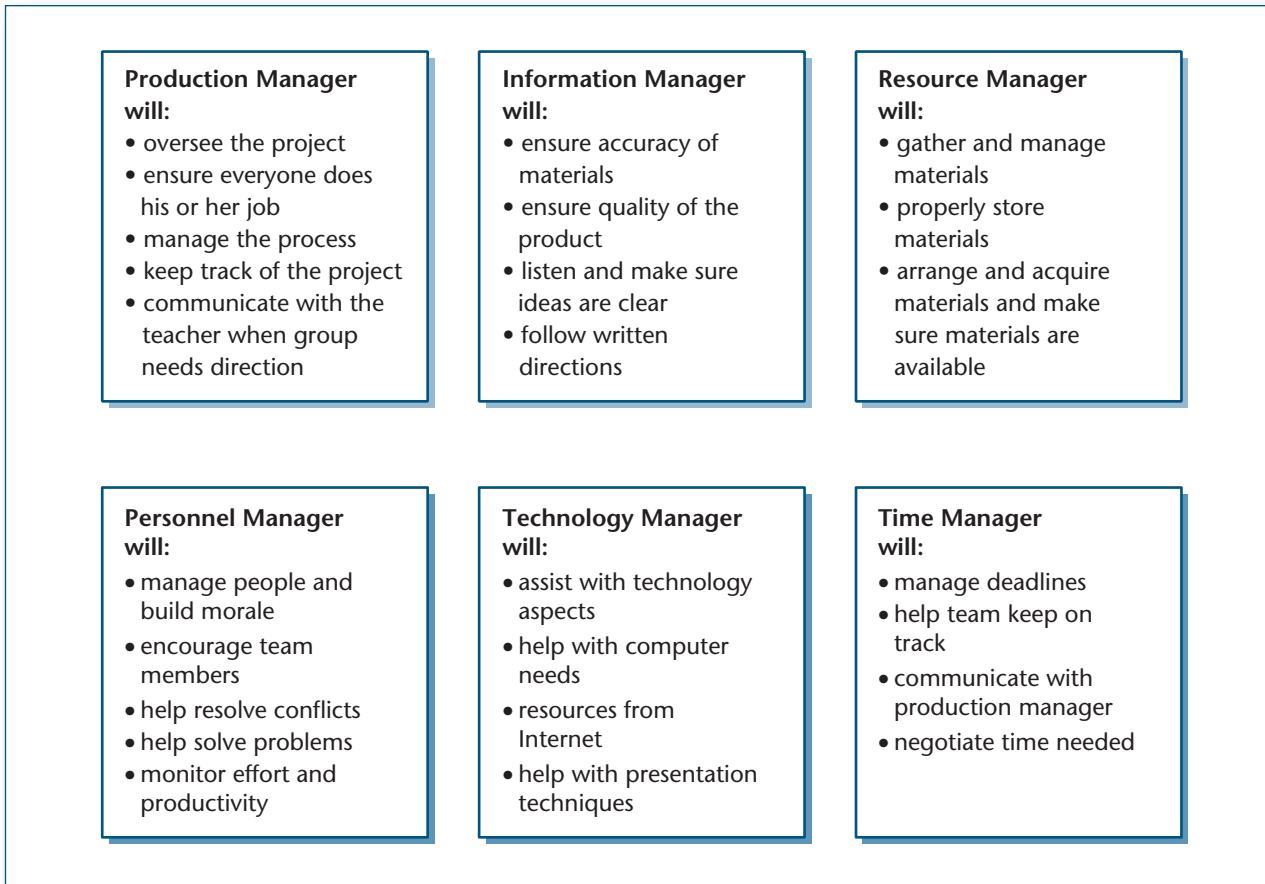 Production Manager
will:
• oversee the project
• ensure everyone does
his or her job
• manage the process
• keep track of the project
• communicate with the
teacher when group
needs direction
Information Manager
will:
• ensure accuracy of
materials
• ensure quality of the
product
• listen and make sure
ideas are clear
• follow written
directions
Resource Manager
will:
• gather and manage
materials
• properly store
materials
• arrange and acquire
materials and make
sure materials are
available
Personnel Manager
will:
• manage people and
build morale
• encourage team
members
• help resolve conflicts
• help solve problems
• monitor effort and
productivity
Technology Manager
will:
• assist with technology
aspects
• help with computer
needs
• resources from
Internet
• help with presentation
techniques
Time Manager
will:
• manage deadlines
• help team keep on
track
• communicate with
production manager
• negotiate time needed